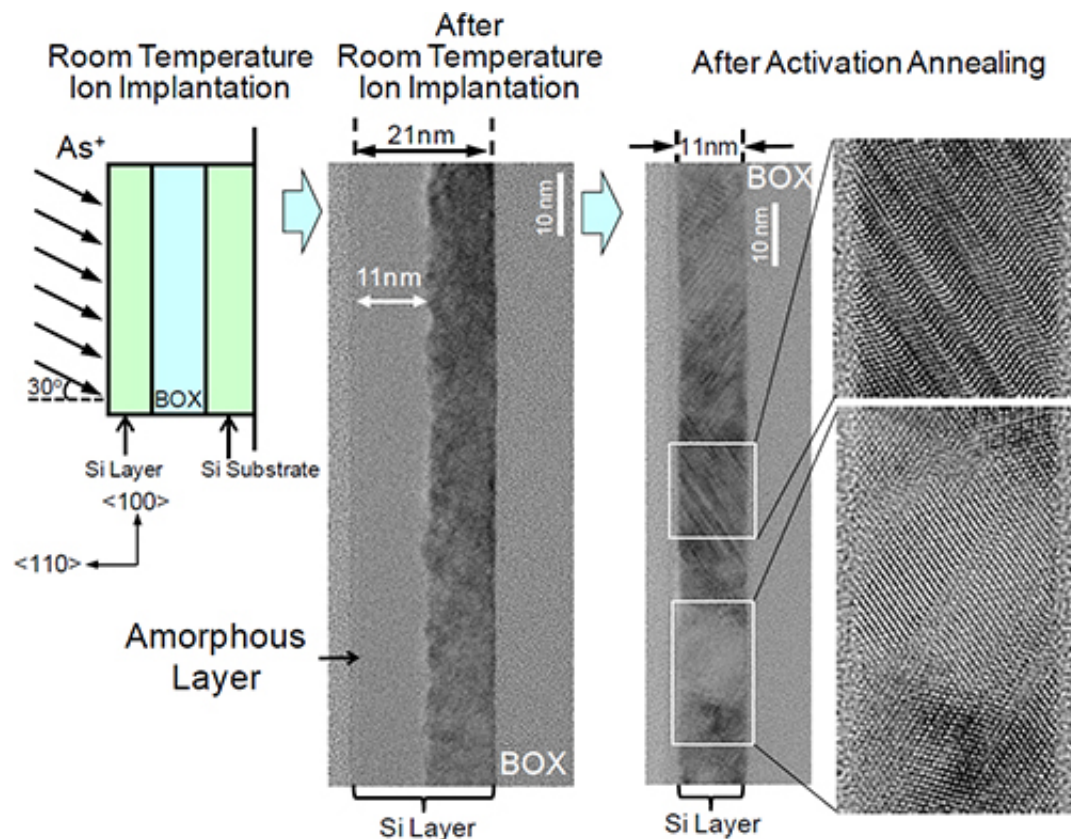 Room Temperature
Ion Implantation
As⁺
30°
BOX
Si Layer
Si Substrate
<100>
<110>
After
Room Temperature
Ion Implantation
21nm
10 nm
11nm
Amorphous
Layer
BOX
Si Layer
After Activation Annealing
11nm
BOX
10 nm
Si Layer